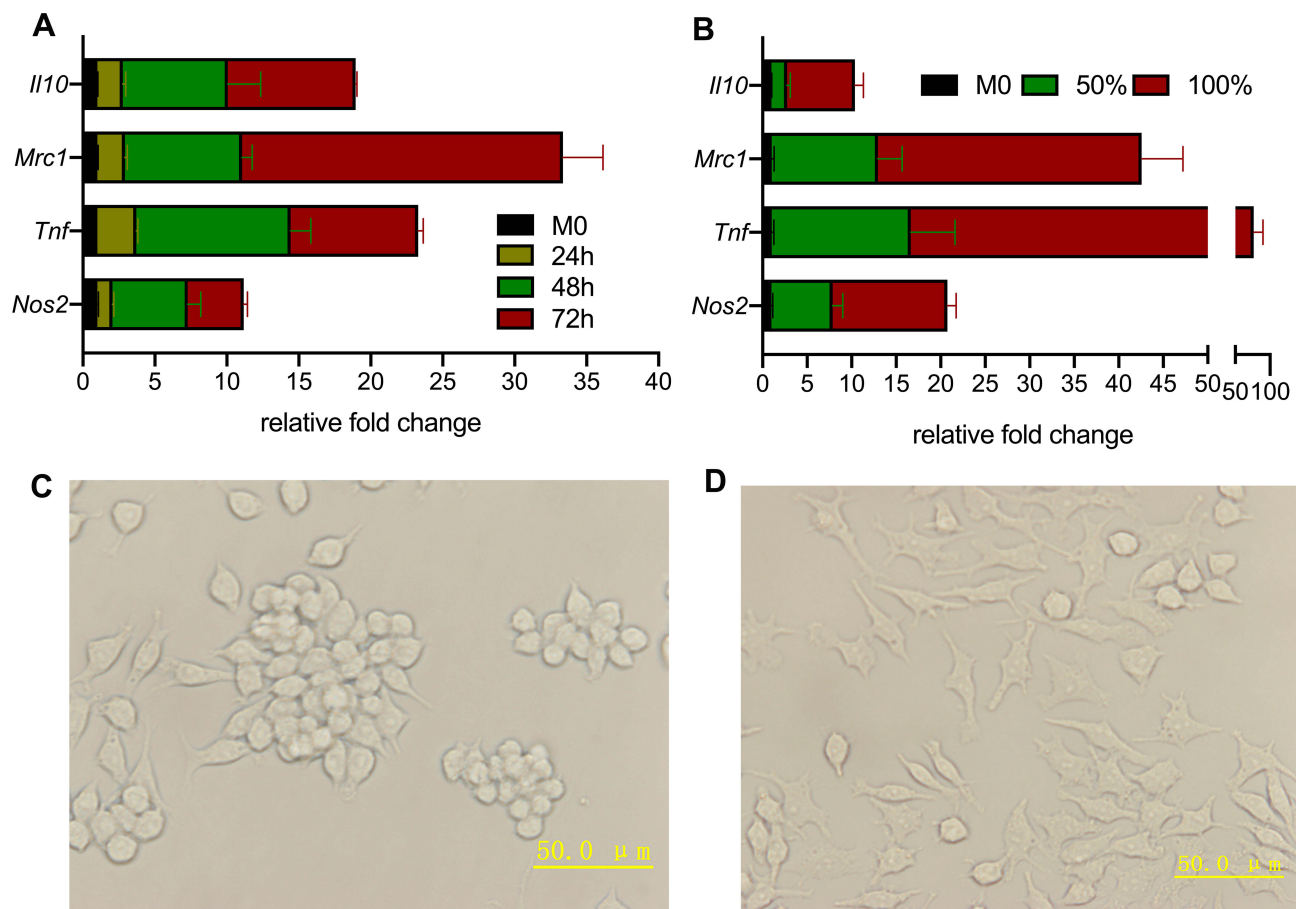 A
Il10
Mrc1
Tnf
Nos2
M0
24h
48h
72h
0 5 10 15 20 25 30 35 40
relative fold change
B
Il10
Mrc1
Tnf
Nos2
M0 50% 100%
0 5 10 15 20 25 30 35 40 45 50 50 100
relative fold change
C
50.0 μm
D
50.0 μm